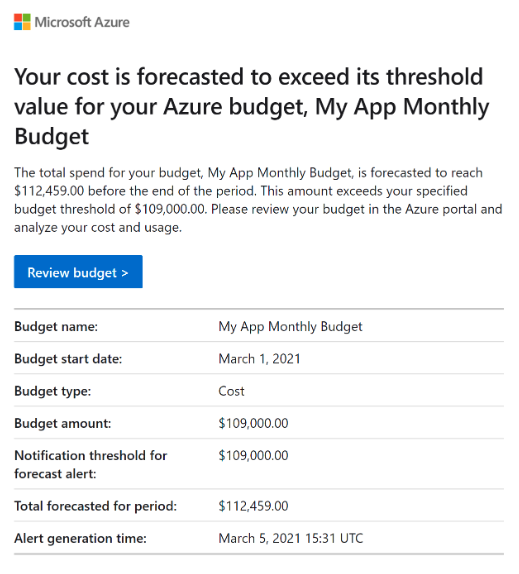 Microsoft Azure
Your cost is forecasted to exceed its threshold
value for your Azure budget, My App Monthly
Budget
The total spend for your budget, My App Monthly Budget, is forecasted to reach
$112,459.00 before the end of the period. This amount exceeds your specified
budget threshold of $109,000.00. Please review your budget in the Azure portal and
analyze your cost and usage.
Review budget >
Budget name: My App Monthly Budget
Budget start date: March 1, 2021
Budget type: Cost
Budget amount: $109,000.00
Notification threshold for $109,000.00
forecast alert:
Total forecasted for period: $112,459.00
Alert generation time: March 5, 2021 15:31 UTC